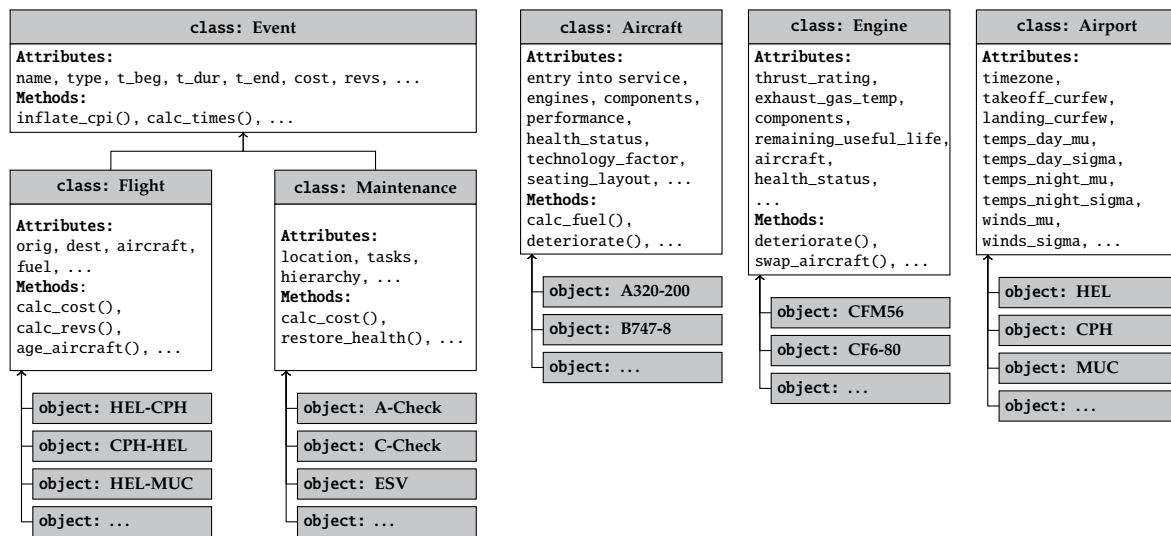 class: Event
Attributes:
name, type, t_beg, t_dur, t_end, cost, revs, ...
Methods:
inflate_cpi(), calc_times(), ...
class: Flight
Attributes:
orig, dest, aircraft,
fuel, ...
Methods:
calc_cost(),
calc_revs(),
age_aircraft(), ...
object: HEL-CPH
object: CPH-HEL
object: HEL-MUC
object: ...
class: Maintenance
Attributes:
location, tasks,
hierarchy, ...
Methods:
calc_cost(),
restore_health(), ...
object: A-Check
object: C-Check
object: ESV
object: ...
class: Aircraft
Attributes:
entry into service,
engines, components,
performance,
health_status,
technology_factor,
seating_layout, ...
Methods:
calc_fuel(),
deteriorate(), ...
object: A320-200
object: B747-8
object: ...
class: Engine
Attributes:
thrust_rating,
exhaust_gas_temp,
components,
remaining_useful_life,
aircraft,
health_status,
...
Methods:
deteriorate(),
swap_aircraft(), ...
object: CFM56
object: CF6-80
object: ...
class: Airport
Attributes:
timezone,
takeoff_curfew,
landing_curfew,
temps_day_mu,
temps_day_sigma,
temps_night_mu,
temps_night_sigma,
winds_mu,
winds_sigma, ...
object: HEL
object: CPH
object: MUC
object: ...